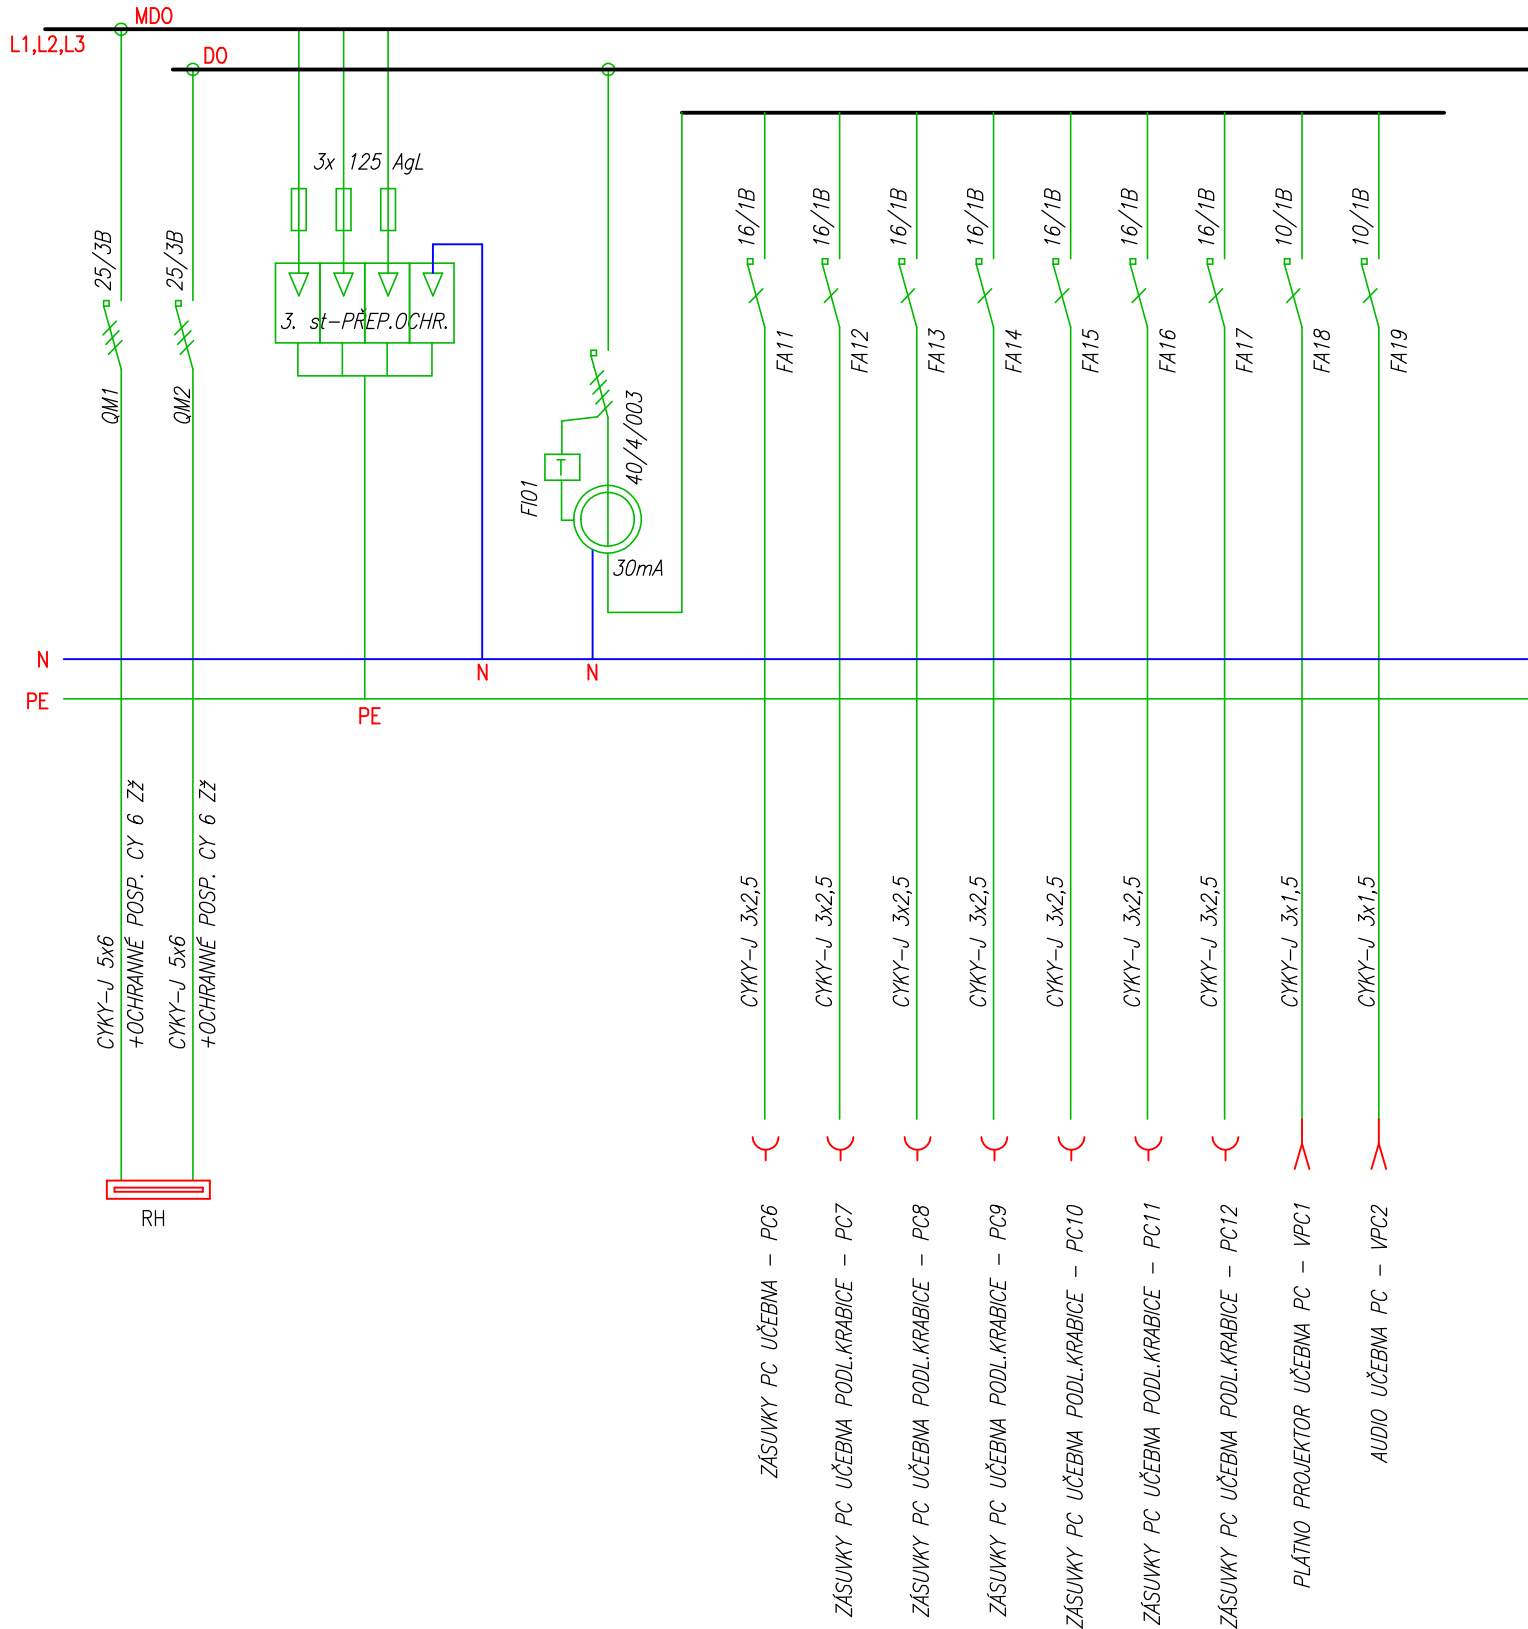 MDO
L1,L2,L3
DO
3x 125 AgL
25/3B
25/3B
16/1B
16/1B
16/1B
16/1B
16/1B
16/1B
16/1B
10/1B
10/1B
3. st-PŘEP.OCHR.
QM1
QM2
FA11
FA12
FA13
FA14
FA15
FA16
FA17
FA18
FA19
40/4/003
T
FI01
30mA
N
N
N
PE
PE
CYKY-J 5x6
+OCHRANNÉ POSP. CY 6 ZŽ
CYKY-J 5x6
+OCHRANNÉ POSP. CY 6 ZŽ
CYKY-J 3x2,5
CYKY-J 3x2,5
CYKY-J 3x2,5
CYKY-J 3x2,5
CYKY-J 3x2,5
CYKY-J 3x2,5
CYKY-J 3x2,5
CYKY-J 3x1,5
CYKY-J 3x1,5
RH
ZÁSUVKY PC UČEBNA - PC6
ZÁSUVKY PC UČEBNA PODL.KRABICE - PC7
ZÁSUVKY PC UČEBNA PODL.KRABICE - PC8
ZÁSUVKY PC UČEBNA PODL.KRABICE - PC9
ZÁSUVKY PC UČEBNA PODL.KRABICE - PC10
ZÁSUVKY PC UČEBNA PODL.KRABICE - PC11
ZÁSUVKY PC UČEBNA PODL.KRABICE - PC12
PLÁTNO PROJEKTOR UČEBNA PC - VPC1
AUDIO UČEBNA PC - VPC2